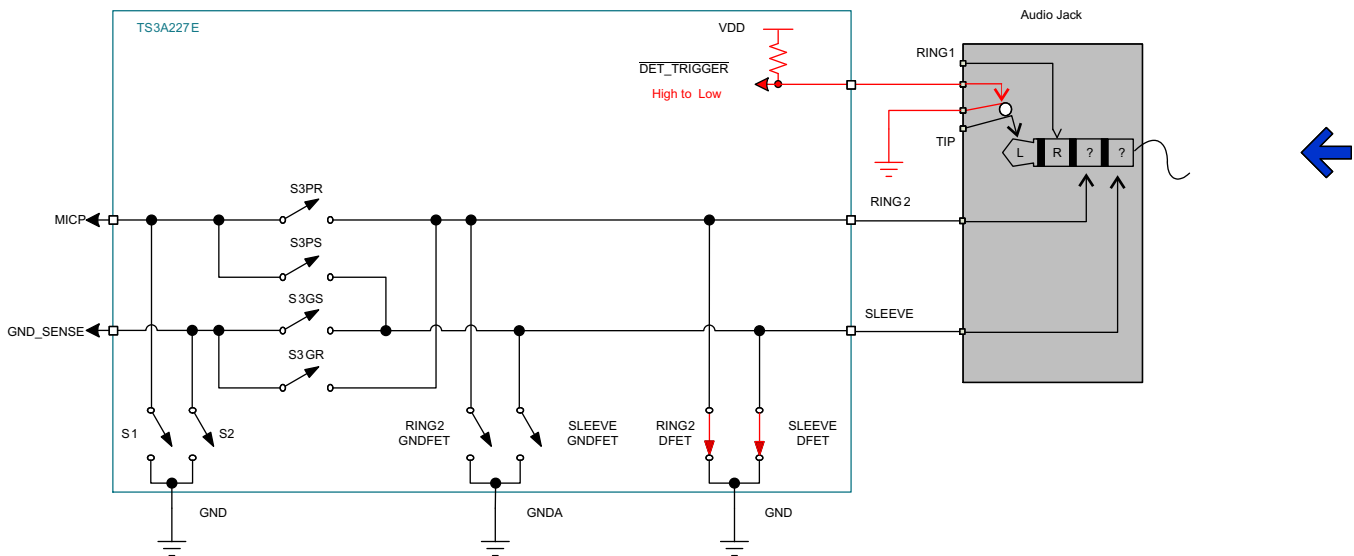 Audio Jack
TS3A227E
VDD
RING1
DET_TRIGGER
High to Low
TIP
L R ? ?
S3PR
RING2
MICP
S3PS
S3GS
SLEEVE
GND_SENSE
S3GR
S1
S2
RING2
GNDFET
SLEEVE
GNDFET
RING2
DFET
SLEEVE
DFET
GND
GNDA
GND